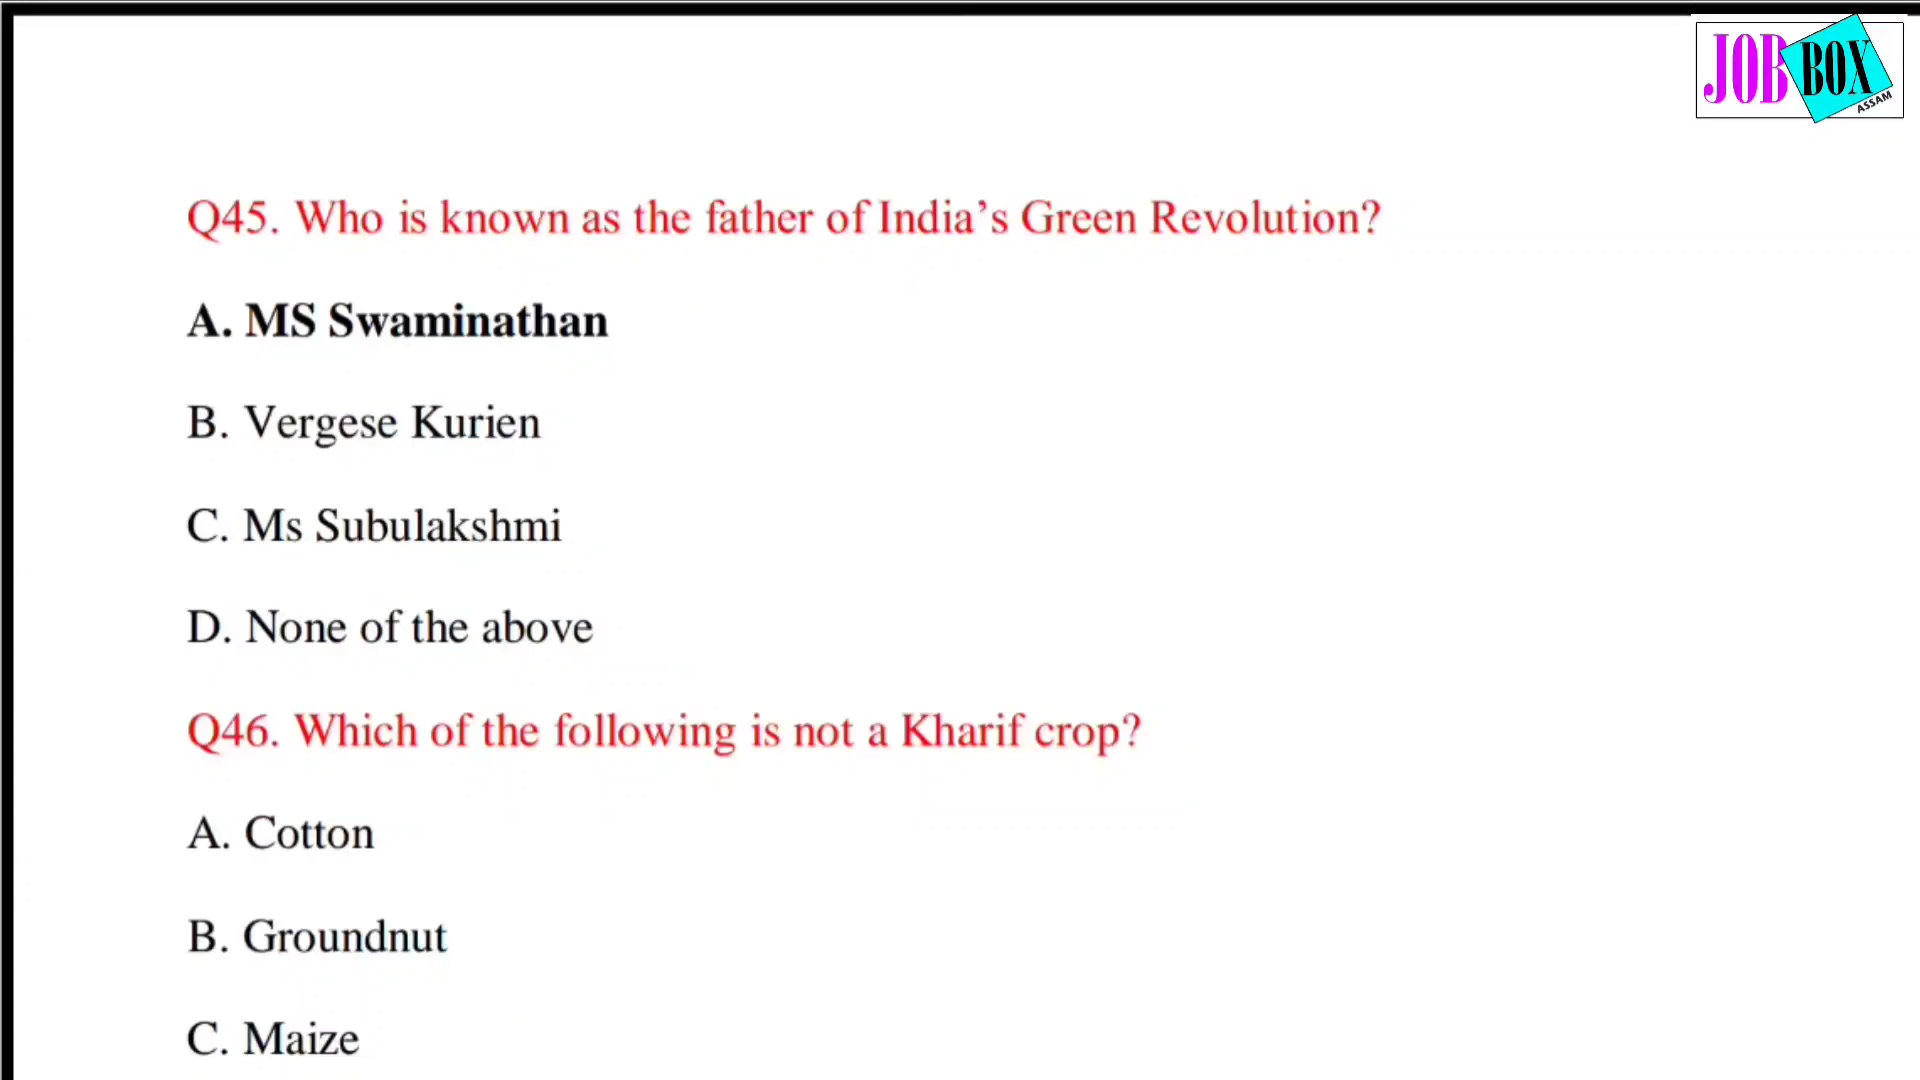 JOB BOX
ASSAM
Q45. Who is known as the father of India’s Green Revolution?
A. MS Swaminathan
B. Vergese Kurien
C. Ms Subulakshmi
D. None of the above
Q46. Which of the following is not a Kharif crop?
A. Cotton
B. Groundnut
C. Maize